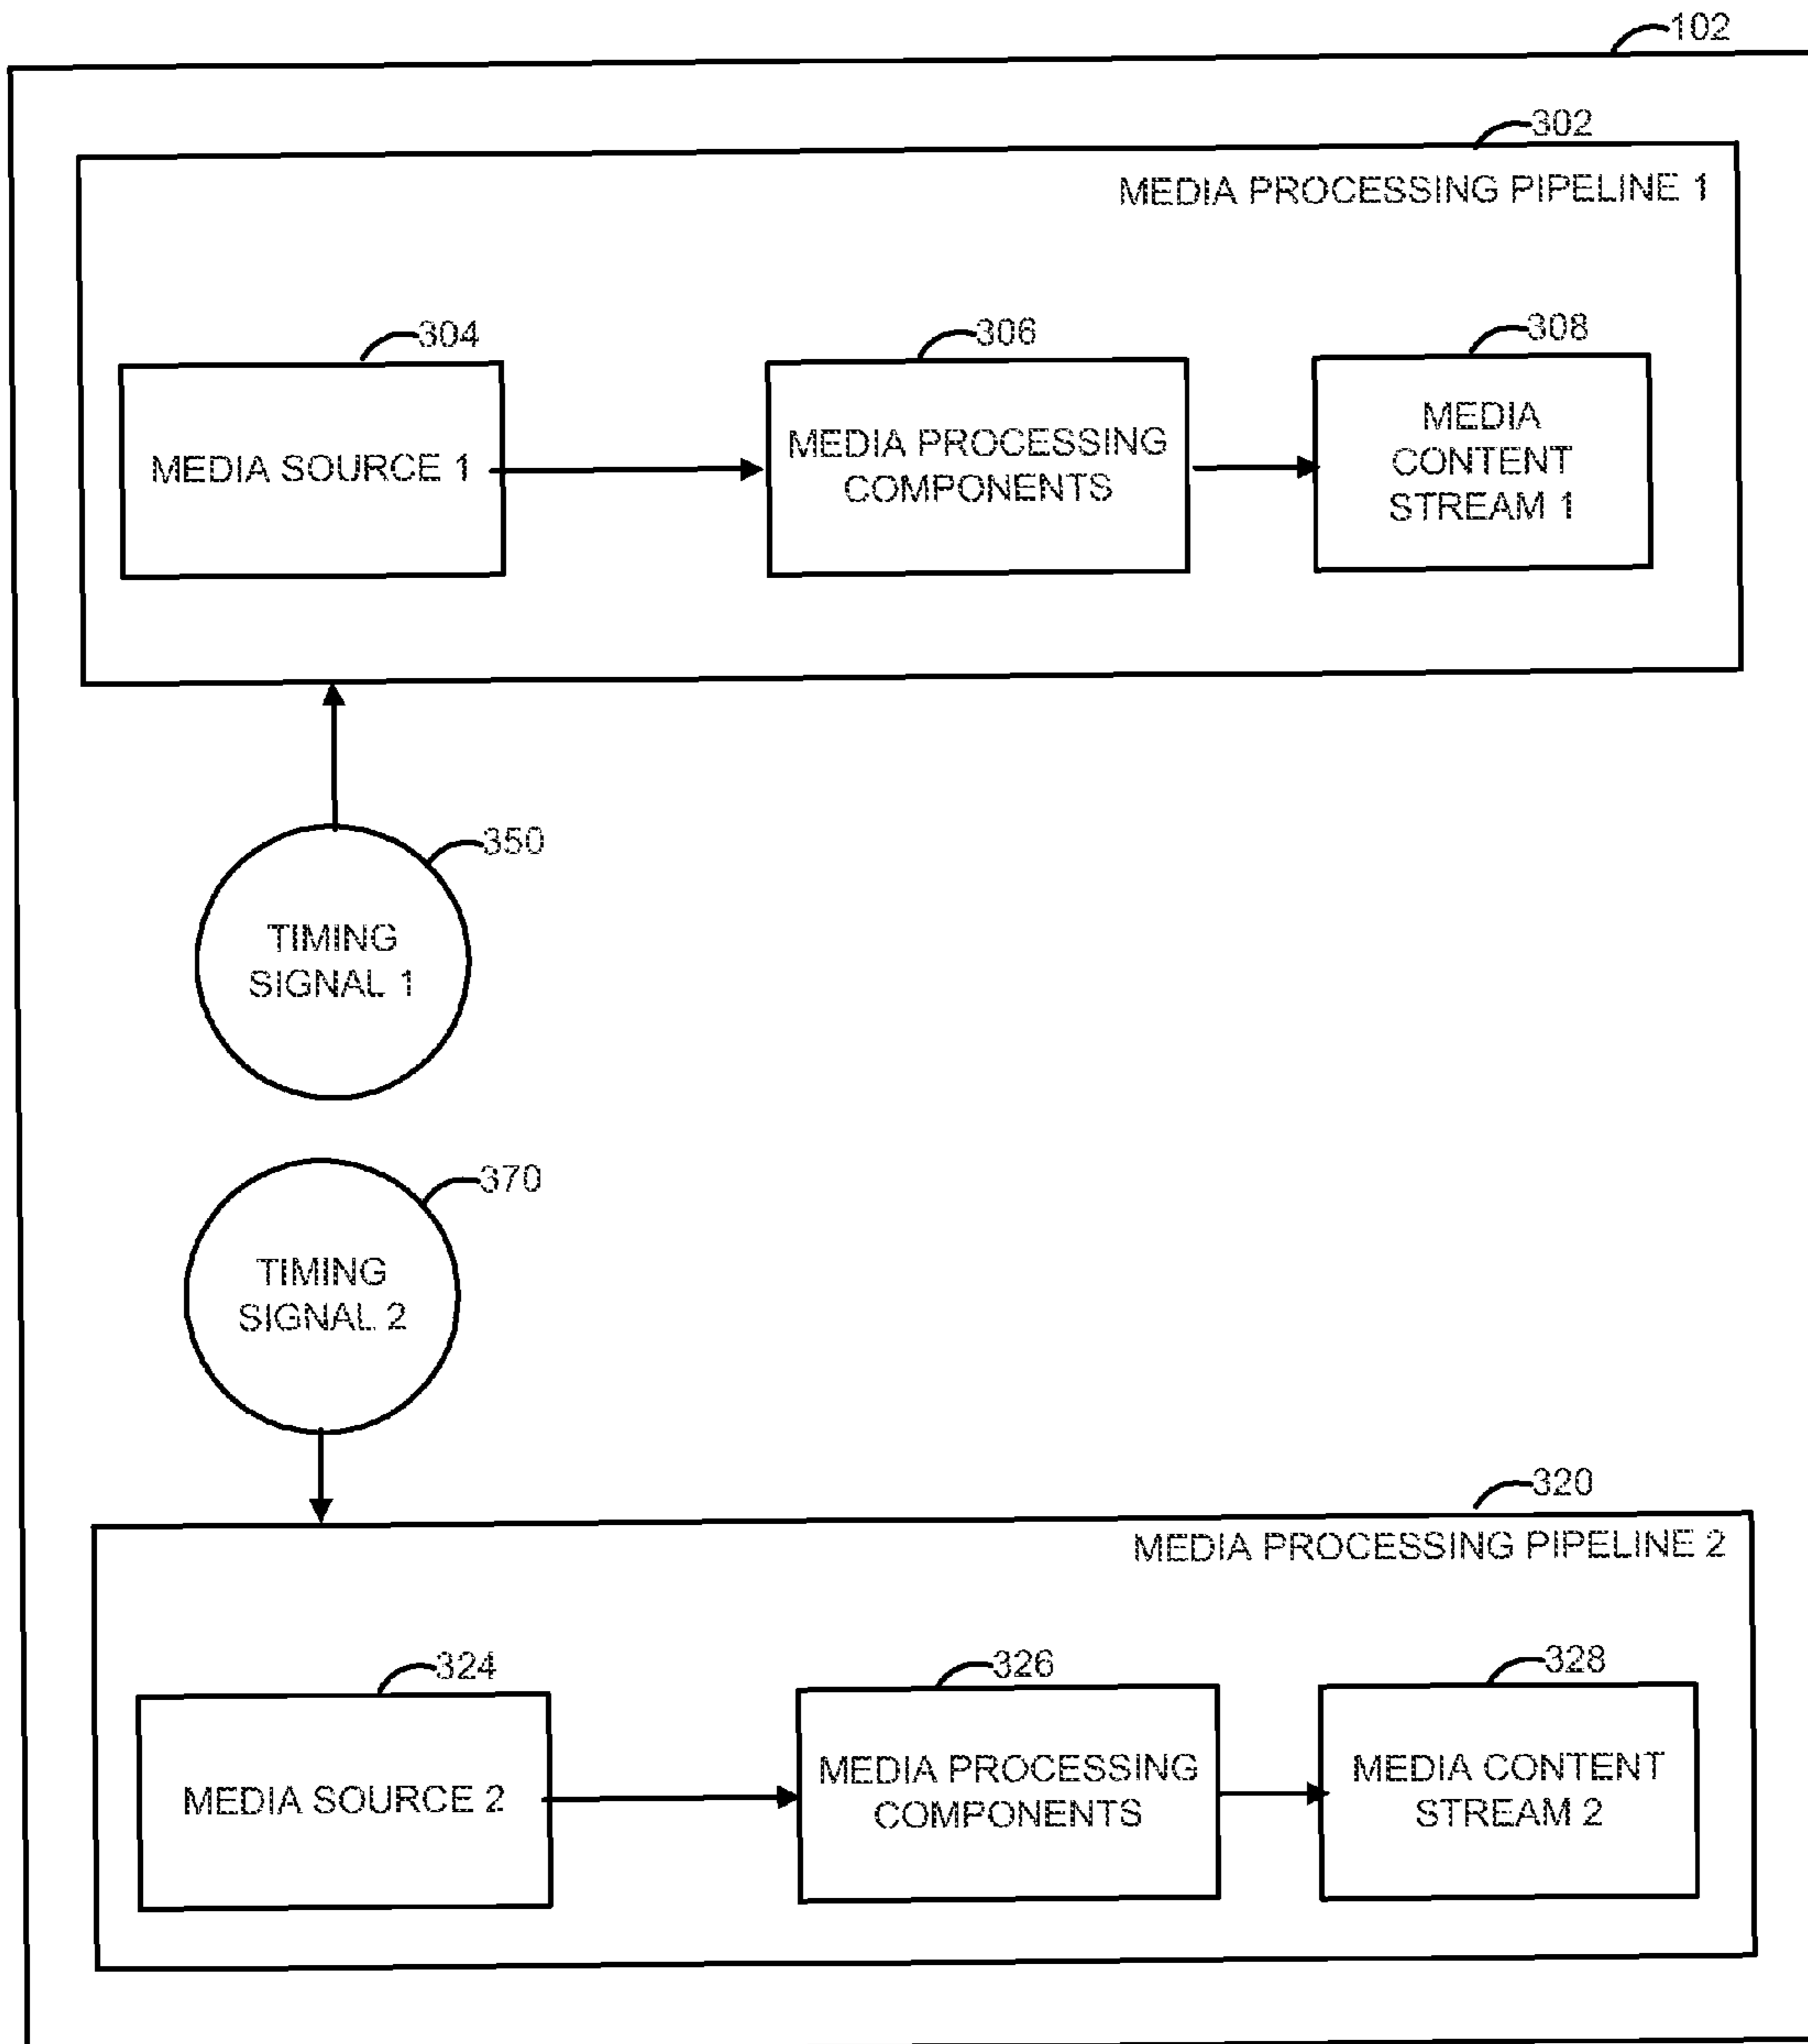 102
302
MEDIA PROCESSING PIPELINE 1
304
306
308
MEDIA SOURCE 1
MEDIA PROCESSING
COMPONENTS
MEDIA
CONTENT
STREAM 1
350
TIMING
SIGNAL 1
370
TIMING
SIGNAL 2
320
MEDIA PROCESSING PIPELINE 2
324
326
328
MEDIA SOURCE 2
MEDIA PROCESSING
COMPONENTS
MEDIA CONTENT
STREAM 2